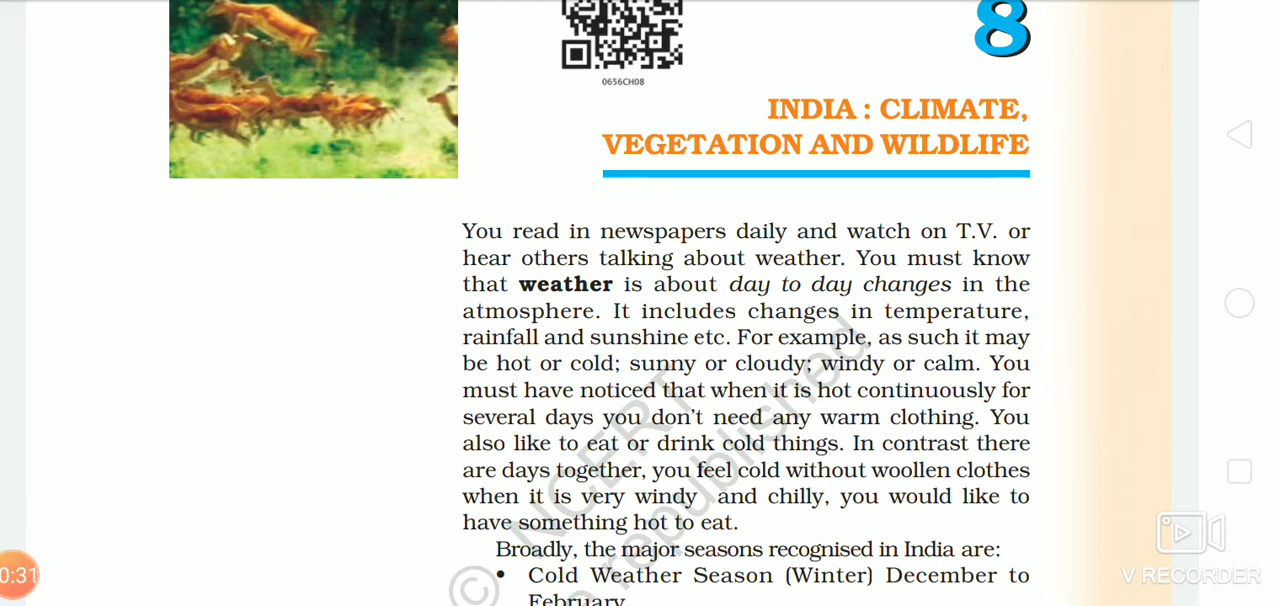 8
0656CH08
INDIA : CLIMATE,
VEGETATION AND WILDLIFE
You read in newspapers daily and watch on T.V. or
hear others talking about weather. You must know
that weather is about day to day changes in the
atmosphere. It includes changes in temperature,
rainfall and sunshine etc. For example, as such it may
be hot or cold; sunny or cloudy; windy or calm. You
must have noticed that when it is hot continuously for
several days you don't need any warm clothing. You
also like to eat or drink cold things. In contrast there
are days together, you feel cold without woollen clothes
when it is very windy and chilly, you would like to
have something hot to eat.
Broadly, the major seasons recognised in India are:
• Cold Weather Season (Winter) December to
February
© NCERT
republished
0:31
V RECORDER